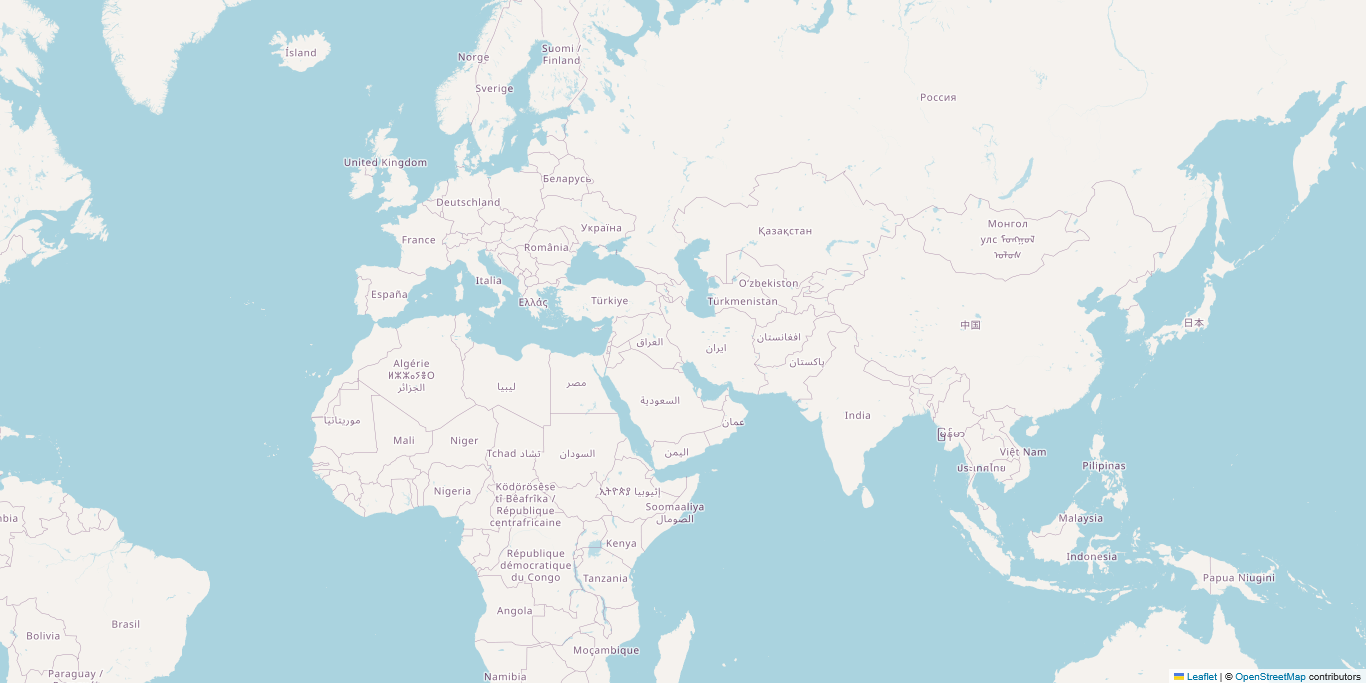 Ísland
Norge
Suomi /
Finland
Sverige
Россия
United Kingdom
Беларусь
Deutschland
Україна
France
România
Қазақстан
Монгол
улс
Italia
España
Ελλάς
Türkiye
Oʻzbekiston
Türkmenistan
中国
日本
العراق
ایران
افغانستان
پاکستان
Algérie
ⵍⵣⵣⴰⵢⴻⵔ
الجزائر
ليبيا
مصر
السعودية
عمان
India
موريتانيا
Mali
Niger
Tchad تشاد
السودان
اليمن
မြန်မာ
Việt Nam
ประเทศไทย
Pilipinas
Nigeria
Ködörösêse
tî Bêafrîka /
République
centrafricaine
ኢትዮጵያ إثيوبيا
Soomaaliya
الصومال
Malaysia
Kenya
Indonesia
République
démocratique
du Congo
Tanzania
Papua Niugini
Angola
Brasil
Bolivia
Moçambique
Paraguay /
Namibia
Leaflet | © OpenStreetMap contributors